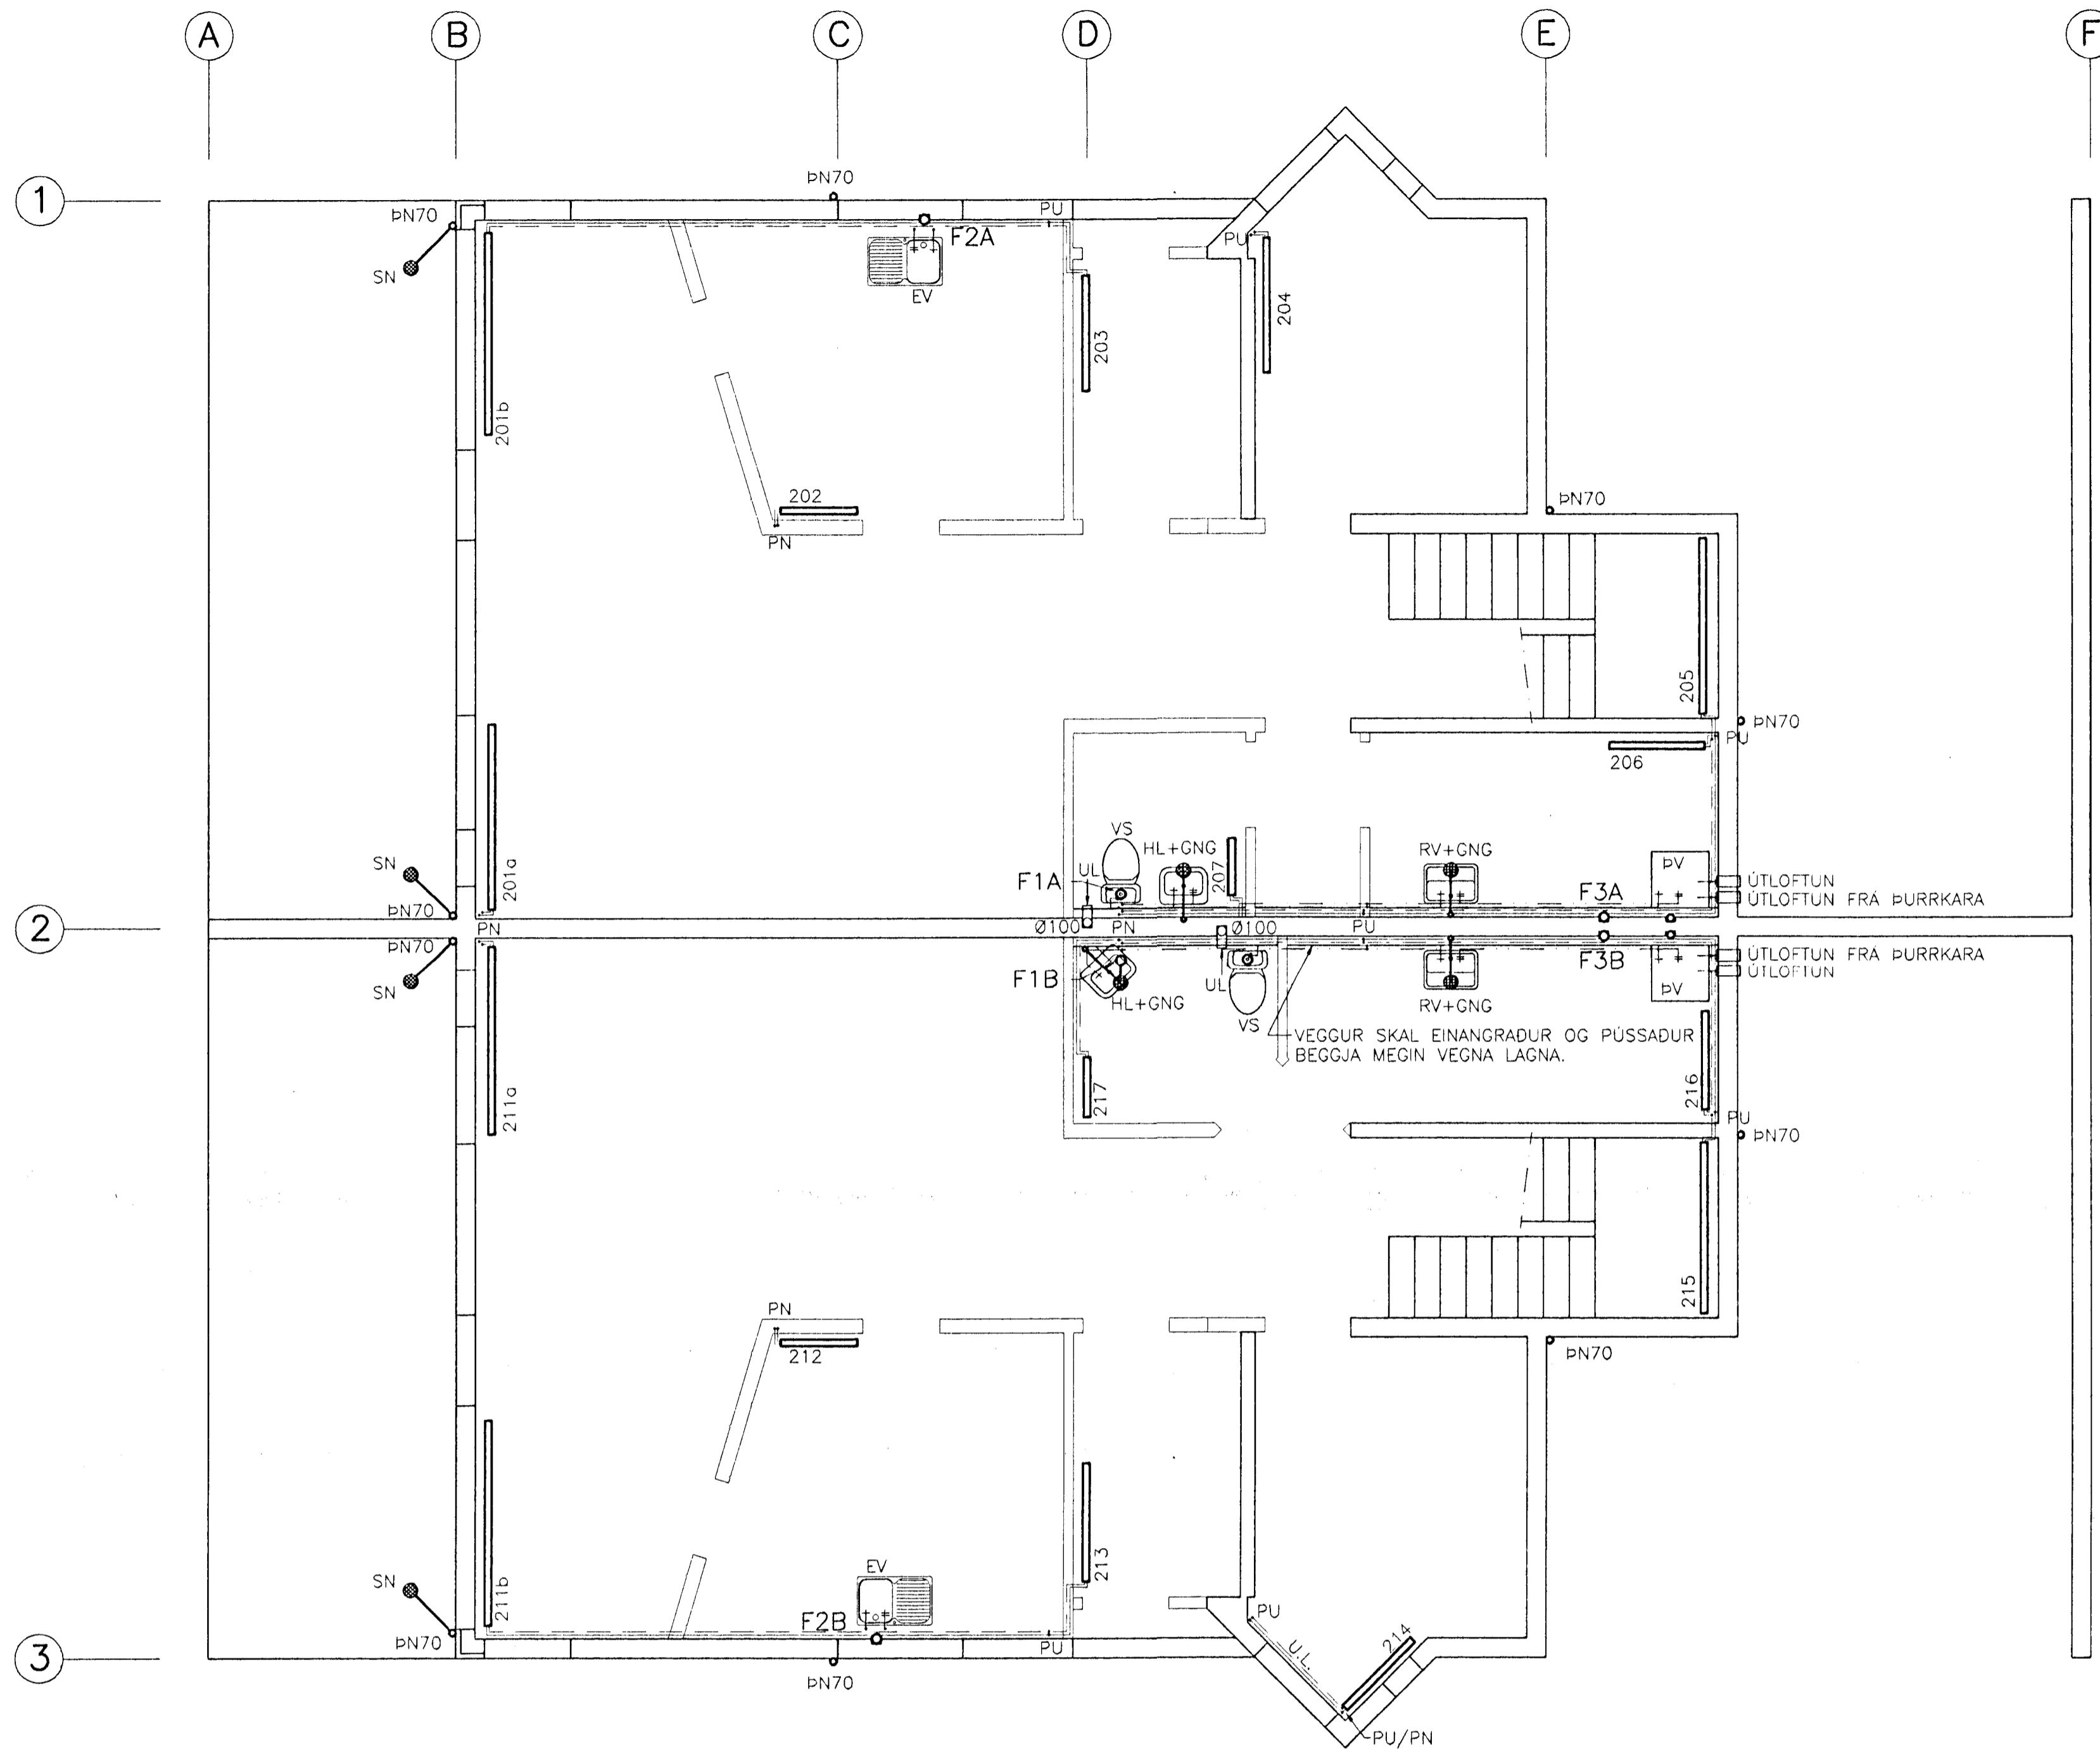 A B C D E F
1
ÞN70
ÞN70
PU
SN
F2A
PU
EV
204
203
201b
202
ÞN70
PN
205
ÞN70
PU
206
VS
SN
HL+GNG
RV+GNG
ÞV
201a
UL
207
F1A
F3A
ÚTLOFTUN
ÚTLOFTUN FRÁ ÞURRKARA
ÞN70
2
PN
Ø100
PN
Ø100
PU
ÞN70
SN
F1B
HL+GNG
UL
VS
RV+GNG
F3B
ÞV
ÚTLOFTUN FRÁ ÞURRKARA
ÚTLOFTUN
VEGGUR SKAL EINANGRAÐUR OG PÚSSAÐUR
BEGGJA MEGIN VEGNA LAGNA.
211a
217
216
PU
ÞN70
215
PN
212
ÞN70
213
EV
SN
211b
F2B
PU
ÞN70
PU
U.L.
214
3
ÞN70
PU/PN